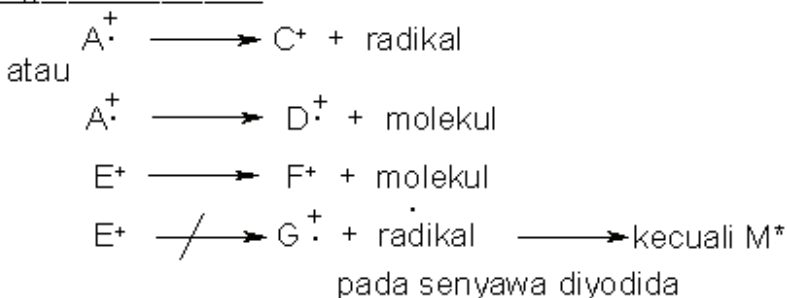 A⁺· ⟶ C⁺ + radikal
atau
A⁺· ⟶ D⁺· + molekul
E⁺ ⟶ F⁺ + molekul
E⁺ ⟶ G⁺· + radikal ⟶ kecuali M*
pada senyawa diyodida